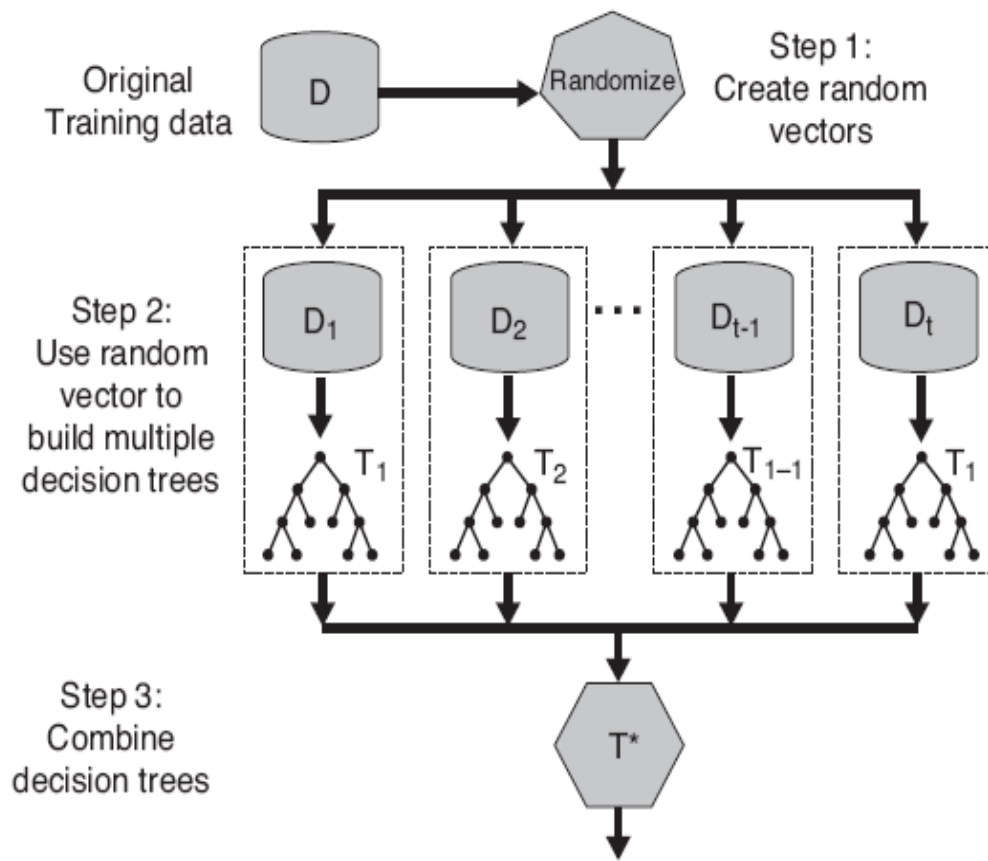 Original
Training data
D
Randomize
Step 1:
Create random
vectors
Step 2:
Use random
vector to
build multiple
decision trees
D₁
D₂
...
Dₜ₋₁
Dₜ
T₁
T₂
T₁₋₁
T₁
Step 3:
Combine
decision trees
T*